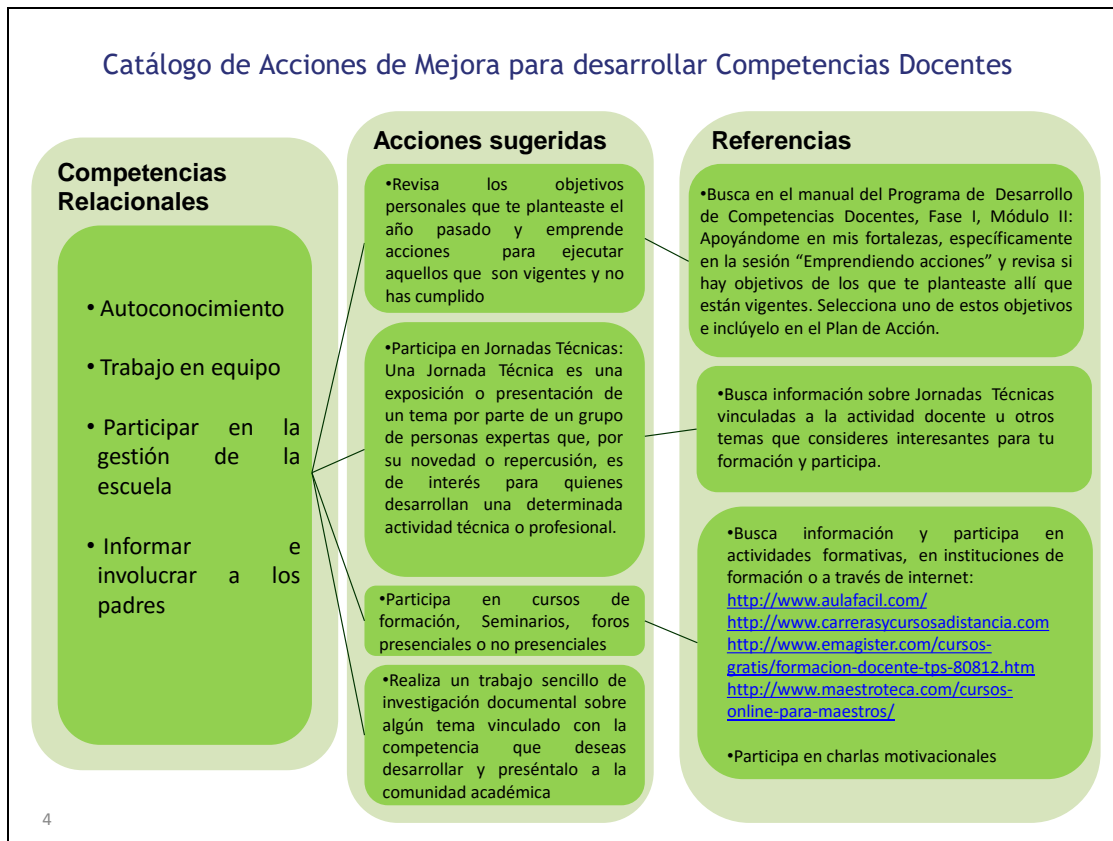 Catálogo de Acciones de Mejora para desarrollar Competencias Docentes
Competencias
Relacionales
• Autoconocimiento
• Trabajo en equipo
• Participar en la
gestión de la
escuela
• Informar e
involucrar a los
padres
Acciones sugeridas
•Revisa los objetivos
personales que te planteaste el
año pasado y emprende
acciones para ejecutar
aquellos que son vigentes y no
has cumplido
•Participa en Jornadas Técnicas:
Una Jornada Técnica es una
exposición o presentación de
un tema por parte de un grupo
de personas expertas que, por
su novedad o repercusión, es
de interés para quienes
desarrollan una determinada
actividad técnica o profesional.
•Participa en cursos de
formación, Seminarios, foros
presenciales o no presenciales
•Realiza un trabajo sencillo de
investigación documental sobre
algún tema vinculado con la
competencia que deseas
desarrollar y preséntalo a la
comunidad académica
Referencias
•Busca en el manual del Programa de Desarrollo
de Competencias Docentes, Fase I, Módulo II:
Apoyándome en mis fortalezas, específicamente
en la sesión “Emprendiendo acciones” y revisa si
hay objetivos de los que te planteaste allí que
están vigentes. Selecciona uno de estos objetivos
e inclúyelo en el Plan de Acción.
•Busca información sobre Jornadas Técnicas
vinculadas a la actividad docente u otros
temas que consideres interesantes para tu
formación y participa.
•Busca información y participa en
actividades formativas, en instituciones de
formación o a través de internet:
http://www.aulafacil.com/
http://www.carrerasycursosadistancia.com
http://www.emagister.com/cursos-
gratis/formacion-docente-tps-80812.htm
http://www.maestroteca.com/cursos-
online-para-maestros/
•Participa en charlas motivacionales
4